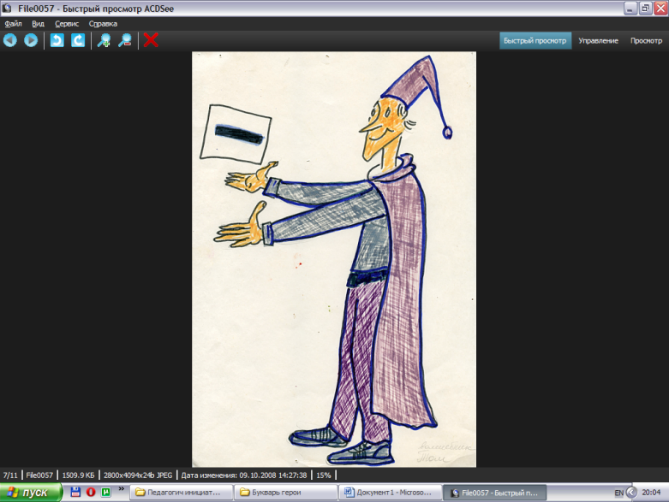 File0057 - Быстрый просмотр ACDSee
Файл Вид Сервис Справка
Быстрый просмотр Управление Просмотр
7/11 File0057 1509.9 КБ 2800x4094x24b JPEG Дата изменения: 09.10.2008 14:27:38 15%
пуск » Педагогич инициат... Букварь герои Документ1 - Microso... File0057 - Быстрый п... EN 20:04